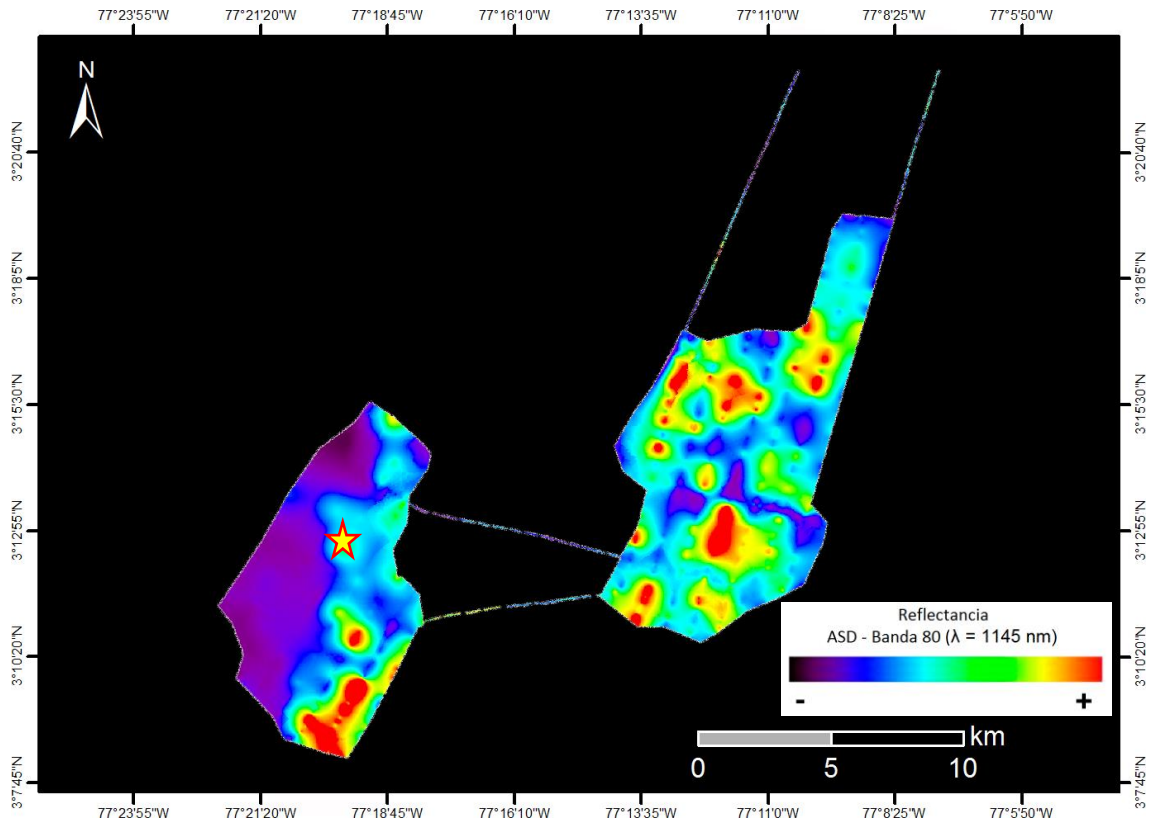 77°23'55"W 77°21'20"W 77°18'45"W 77°16'10"W 77°13'35"W 77°11'0"W 77°8'25"W 77°5'50"W
N
3°20'40"N 3°20'40"N
3°18'5"N 3°18'5"N
3°15'30"N 3°15'30"N
3°12'55"N 3°12'55"N
Reflectancia
ASD - Banda 80 (λ = 1145 nm)
3°10'20"N 3°10'20"N
- +
km
0 5 10
3°7'45"N 3°7'45"N
77°23'55"W 77°21'20"W 77°18'45"W 77°16'10"W 77°13'35"W 77°11'0"W 77°8'25"W 77°5'50"W